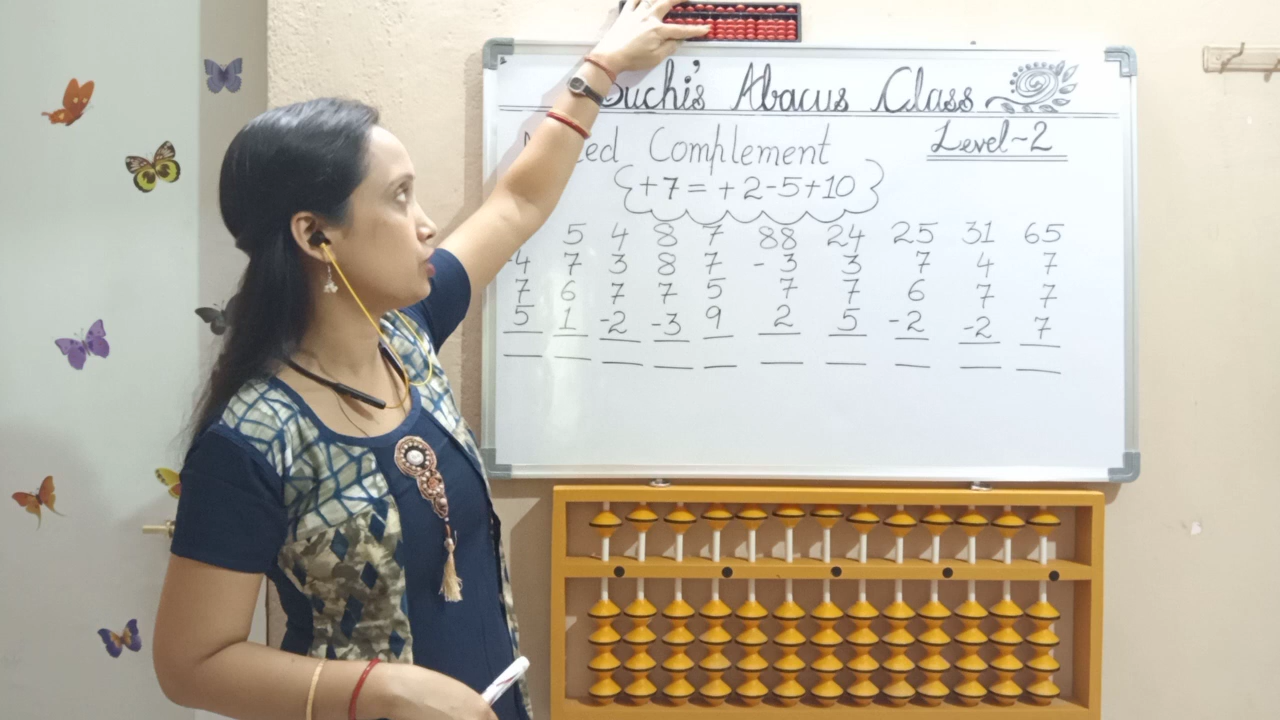 Suchi's Abacus Class
Complement Level~2
+7=+2-5+10
5 4 8 7 88 24 25 31 65
-4 7 3 8 7 -3 3 7 4 7
7 6 7 7 5 7 7 6 7 7
5 1 -2 -3 9 2 5 -2 -2 7